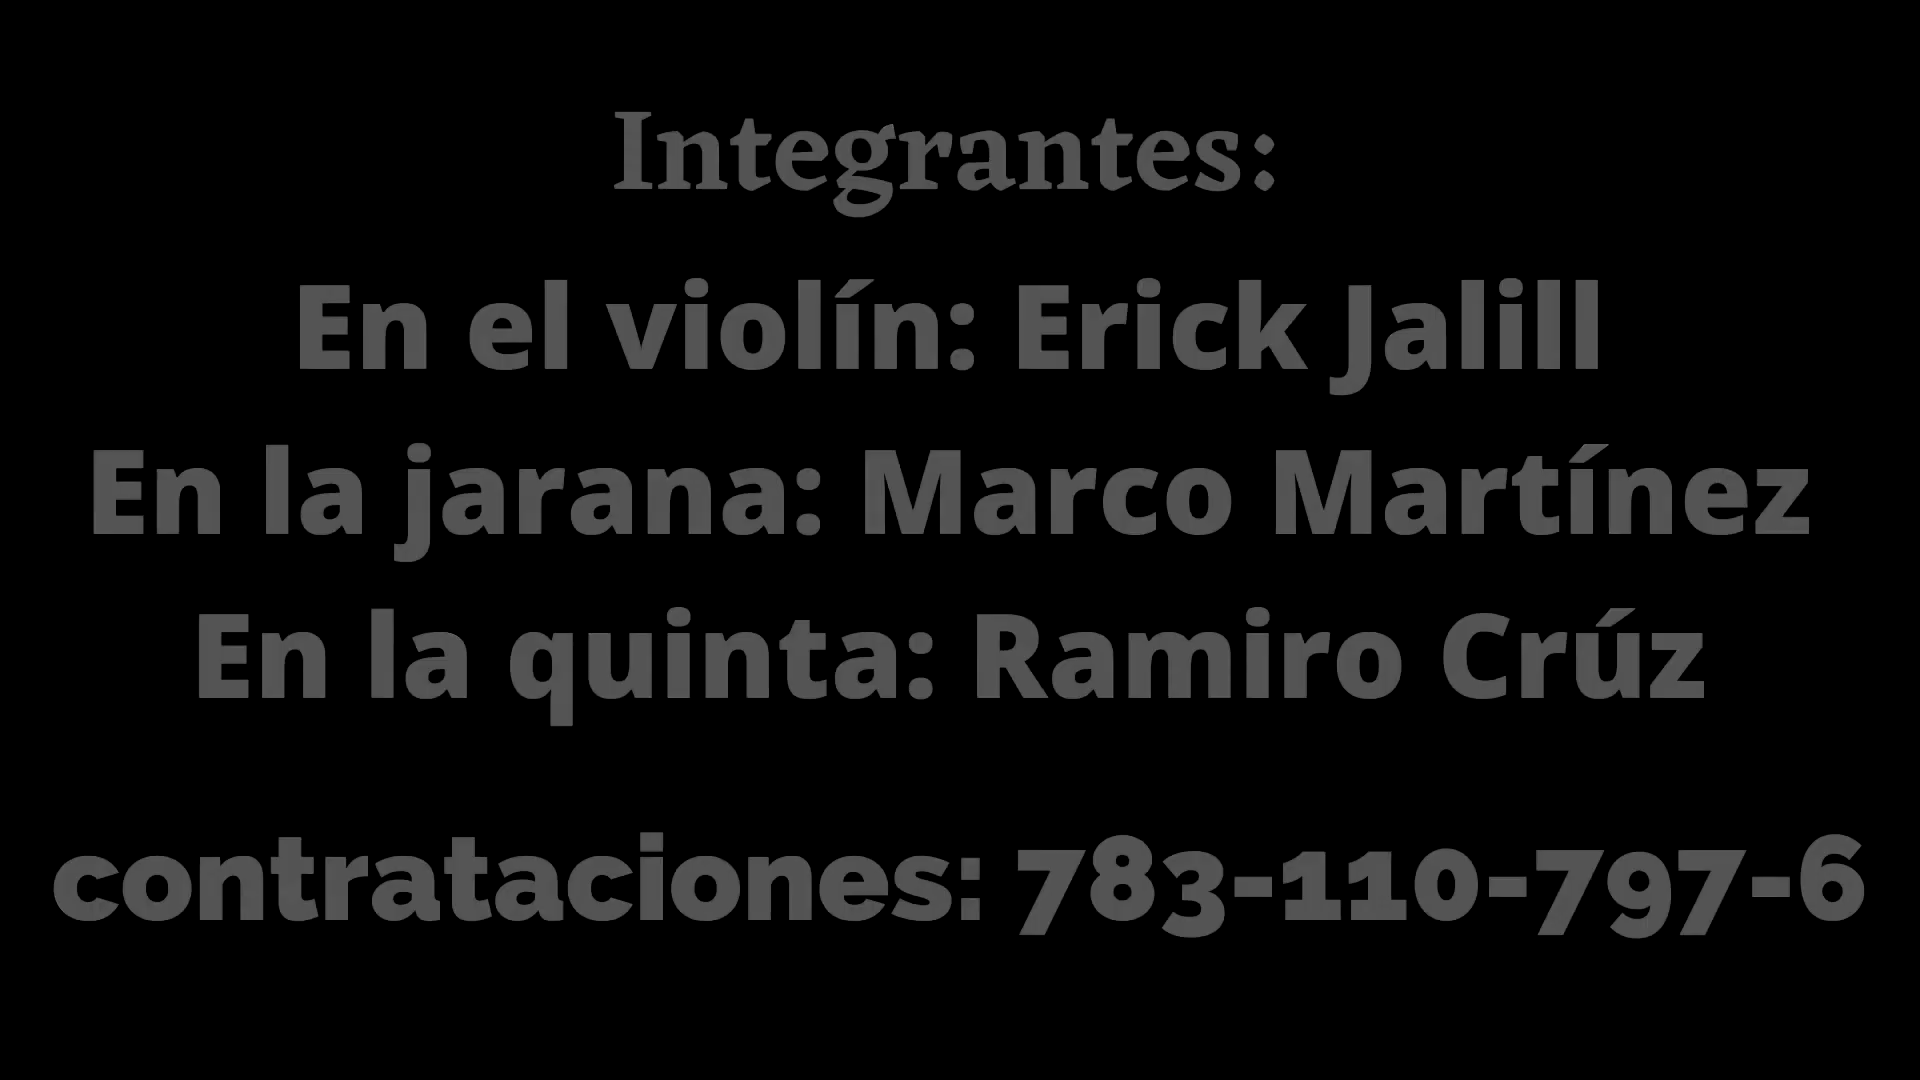 Integrantes:
En el violín: Erick Jalill
En la jarana: Marco Martínez
En la quinta: Ramiro Crúz
contrataciones: 783-110-797-6